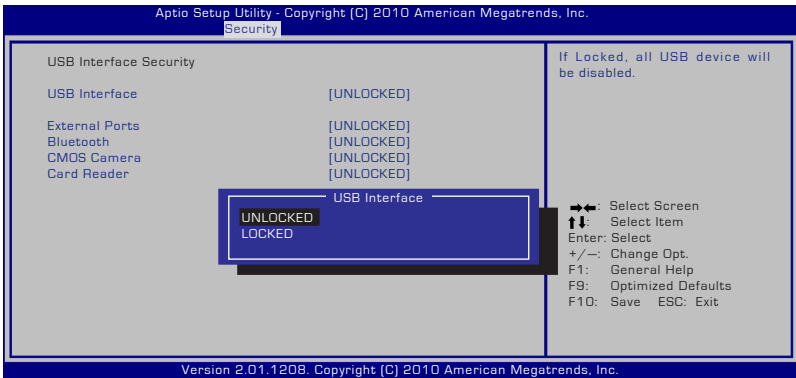 Aptio Setup Utility - Copyright (C) 2010 American Megatrends, Inc.
Security
USB Interface Security
USB Interface [UNLOCKED]
External Ports [UNLOCKED]
Bluetooth [UNLOCKED]
CMOS Camera [UNLOCKED]
Card Reader [UNLOCKED]
USB Interface
UNLOCKED
LOCKED
If Locked, all USB device will
be disabled.
→←: Select Screen
↑↓: Select Item
Enter: Select
+/—: Change Opt.
F1: General Help
F9: Optimized Defaults
F10: Save ESC: Exit
Version 2.01.1208. Copyright (C) 2010 American Megatrends, Inc.